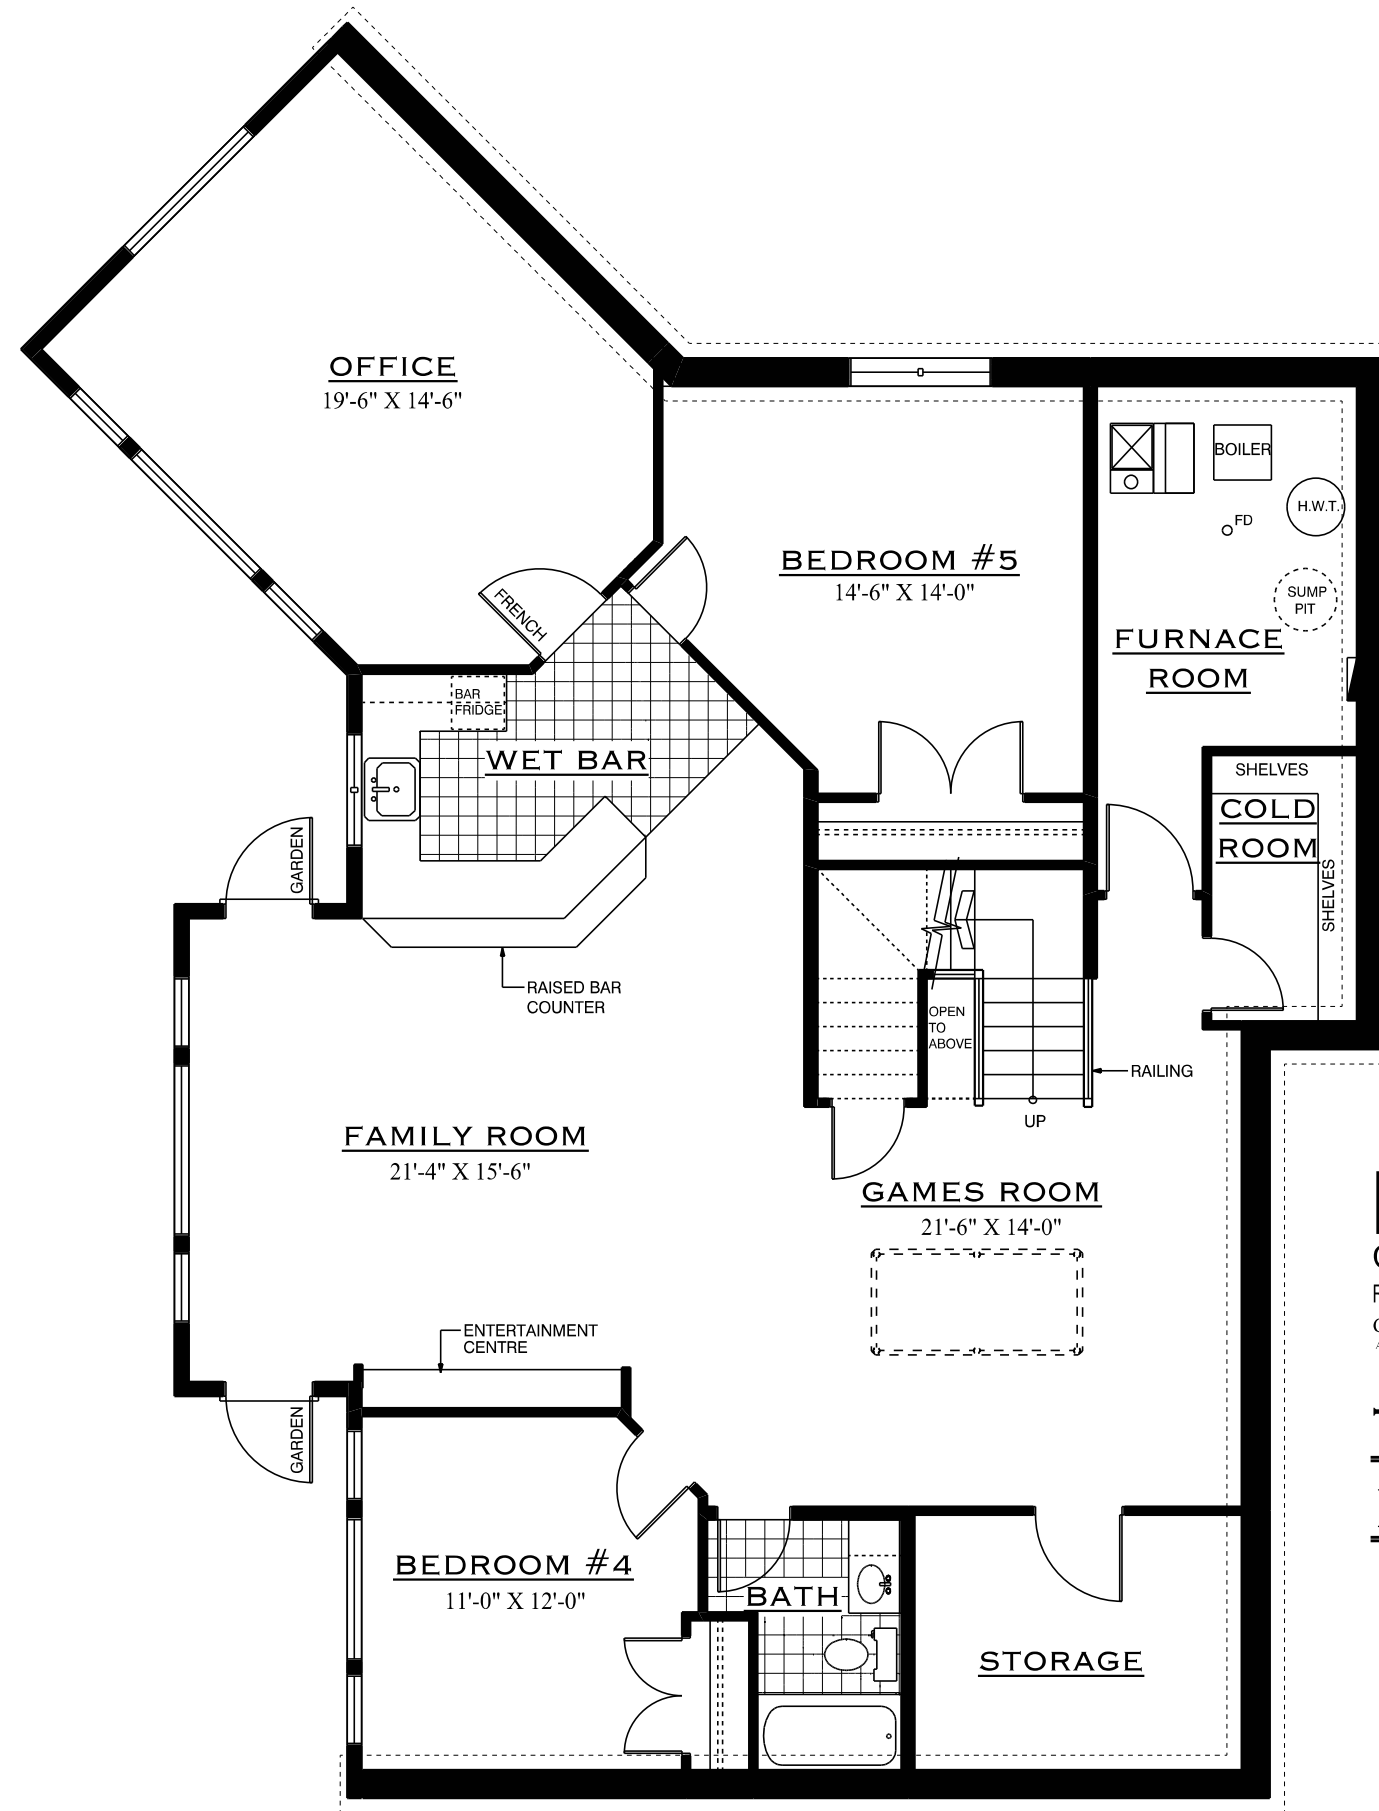 OFFICE
19'-6" X 14'-6"
BOILER
H.W.T.
FD
BEDROOM #5
14'-6" X 14'-0"
SUMP
PIT
FRENCH
FURNACE
ROOM
BAR
FRIDGE
WET BAR
SHELVES
COLD
ROOM
SHELVES
GARDEN
RAISED BAR
COUNTER
OPEN
TO
ABOVE
RAILING
UP
FAMILY ROOM
21'-4" X 15'-6"
GAMES ROOM
21'-6" X 14'-0"
ENTERTAINMENT
CENTRE
GARDEN
BEDROOM #4
11'-0" X 12'-0"
BATH
STORAGE